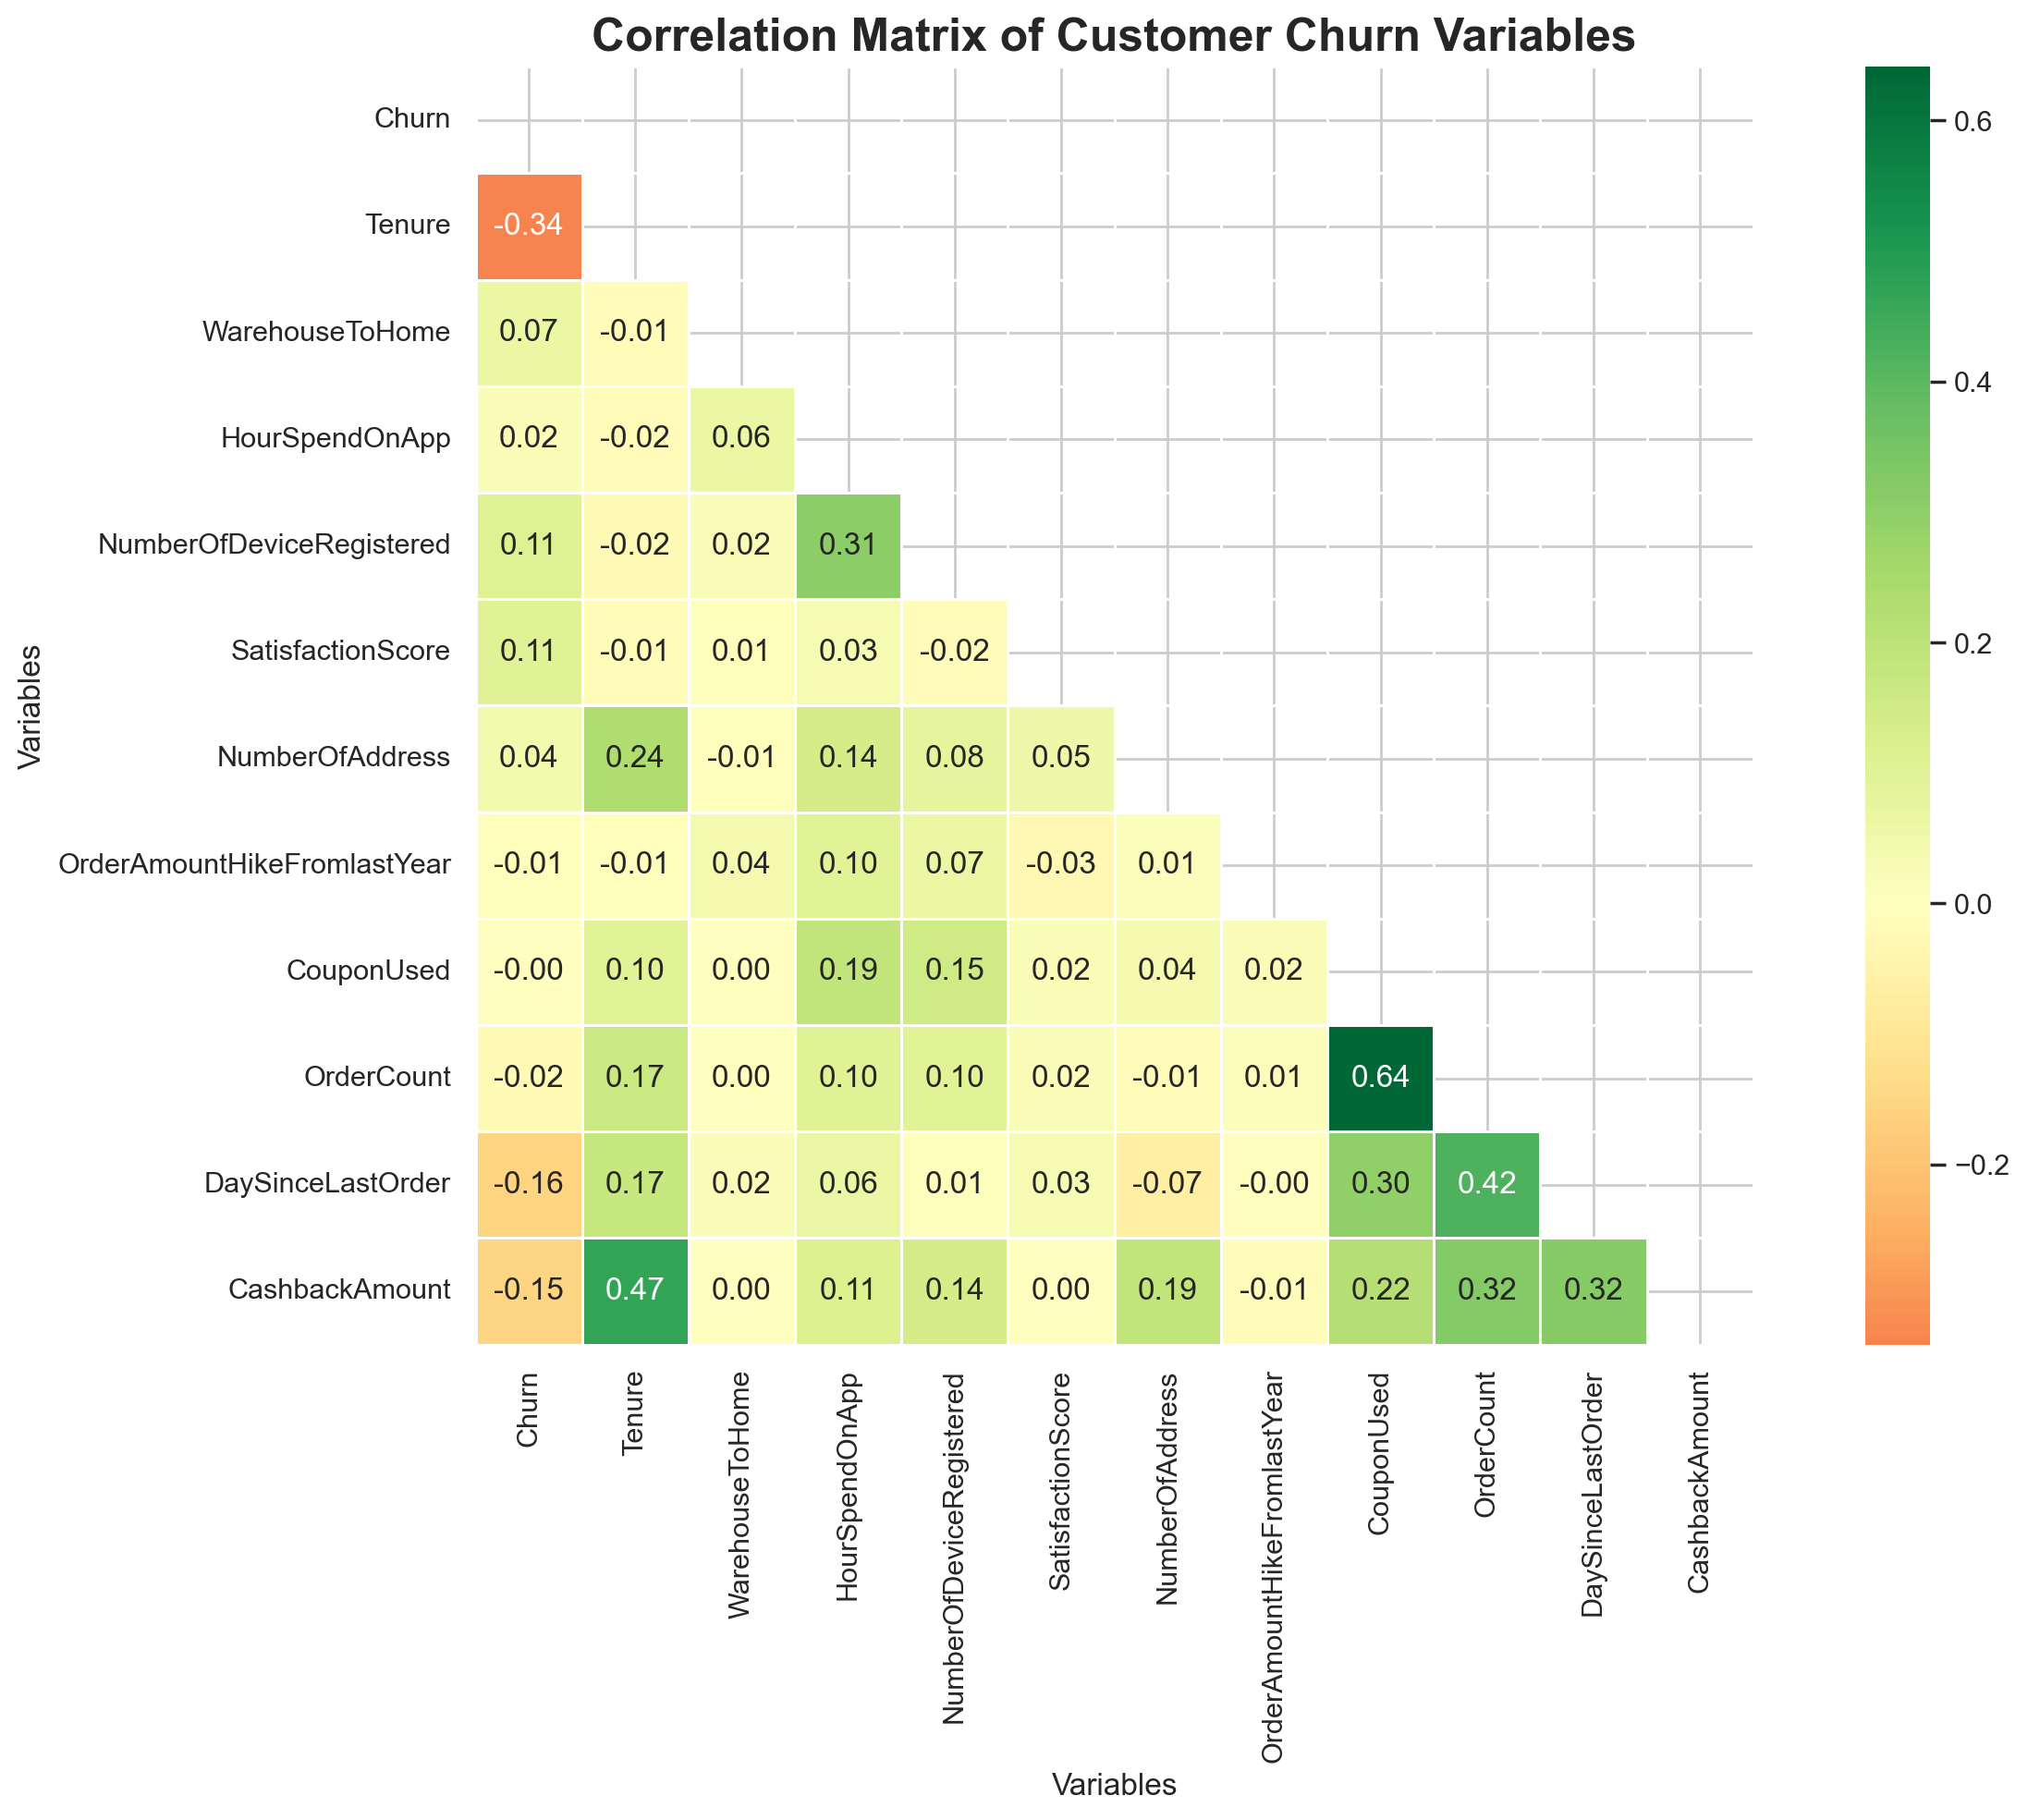 Correlation Matrix of Customer Churn Variables
Churn
Tenure -0.34
WarehouseToHome 0.07 -0.01
HourSpendOnApp 0.02 -0.02 0.06
NumberOfDeviceRegistered 0.11 -0.02 0.02 0.31
SatisfactionScore 0.11 -0.01 0.01 0.03 -0.02
NumberOfAddress 0.04 0.24 -0.01 0.14 0.08 0.05
OrderAmountHikeFromlastYear -0.01 -0.01 0.04 0.10 0.07 -0.03 0.01
CouponUsed -0.00 0.10 0.00 0.19 0.15 0.02 0.04 0.02
OrderCount -0.02 0.17 0.00 0.10 0.10 0.02 -0.01 0.01 0.64
DaySinceLastOrder -0.16 0.17 0.02 0.06 0.01 0.03 -0.07 -0.00 0.30 0.42
CashbackAmount -0.15 0.47 0.00 0.11 0.14 0.00 0.19 -0.01 0.22 0.32 0.32
Variables
Churn
Tenure
WarehouseToHome
HourSpendOnApp
NumberOfDeviceRegistered
SatisfactionScore
NumberOfAddress
OrderAmountHikeFromlastYear
CouponUsed
OrderCount
DaySinceLastOrder
CashbackAmount
Variables
0.6
0.4
0.2
0.0
−0.2